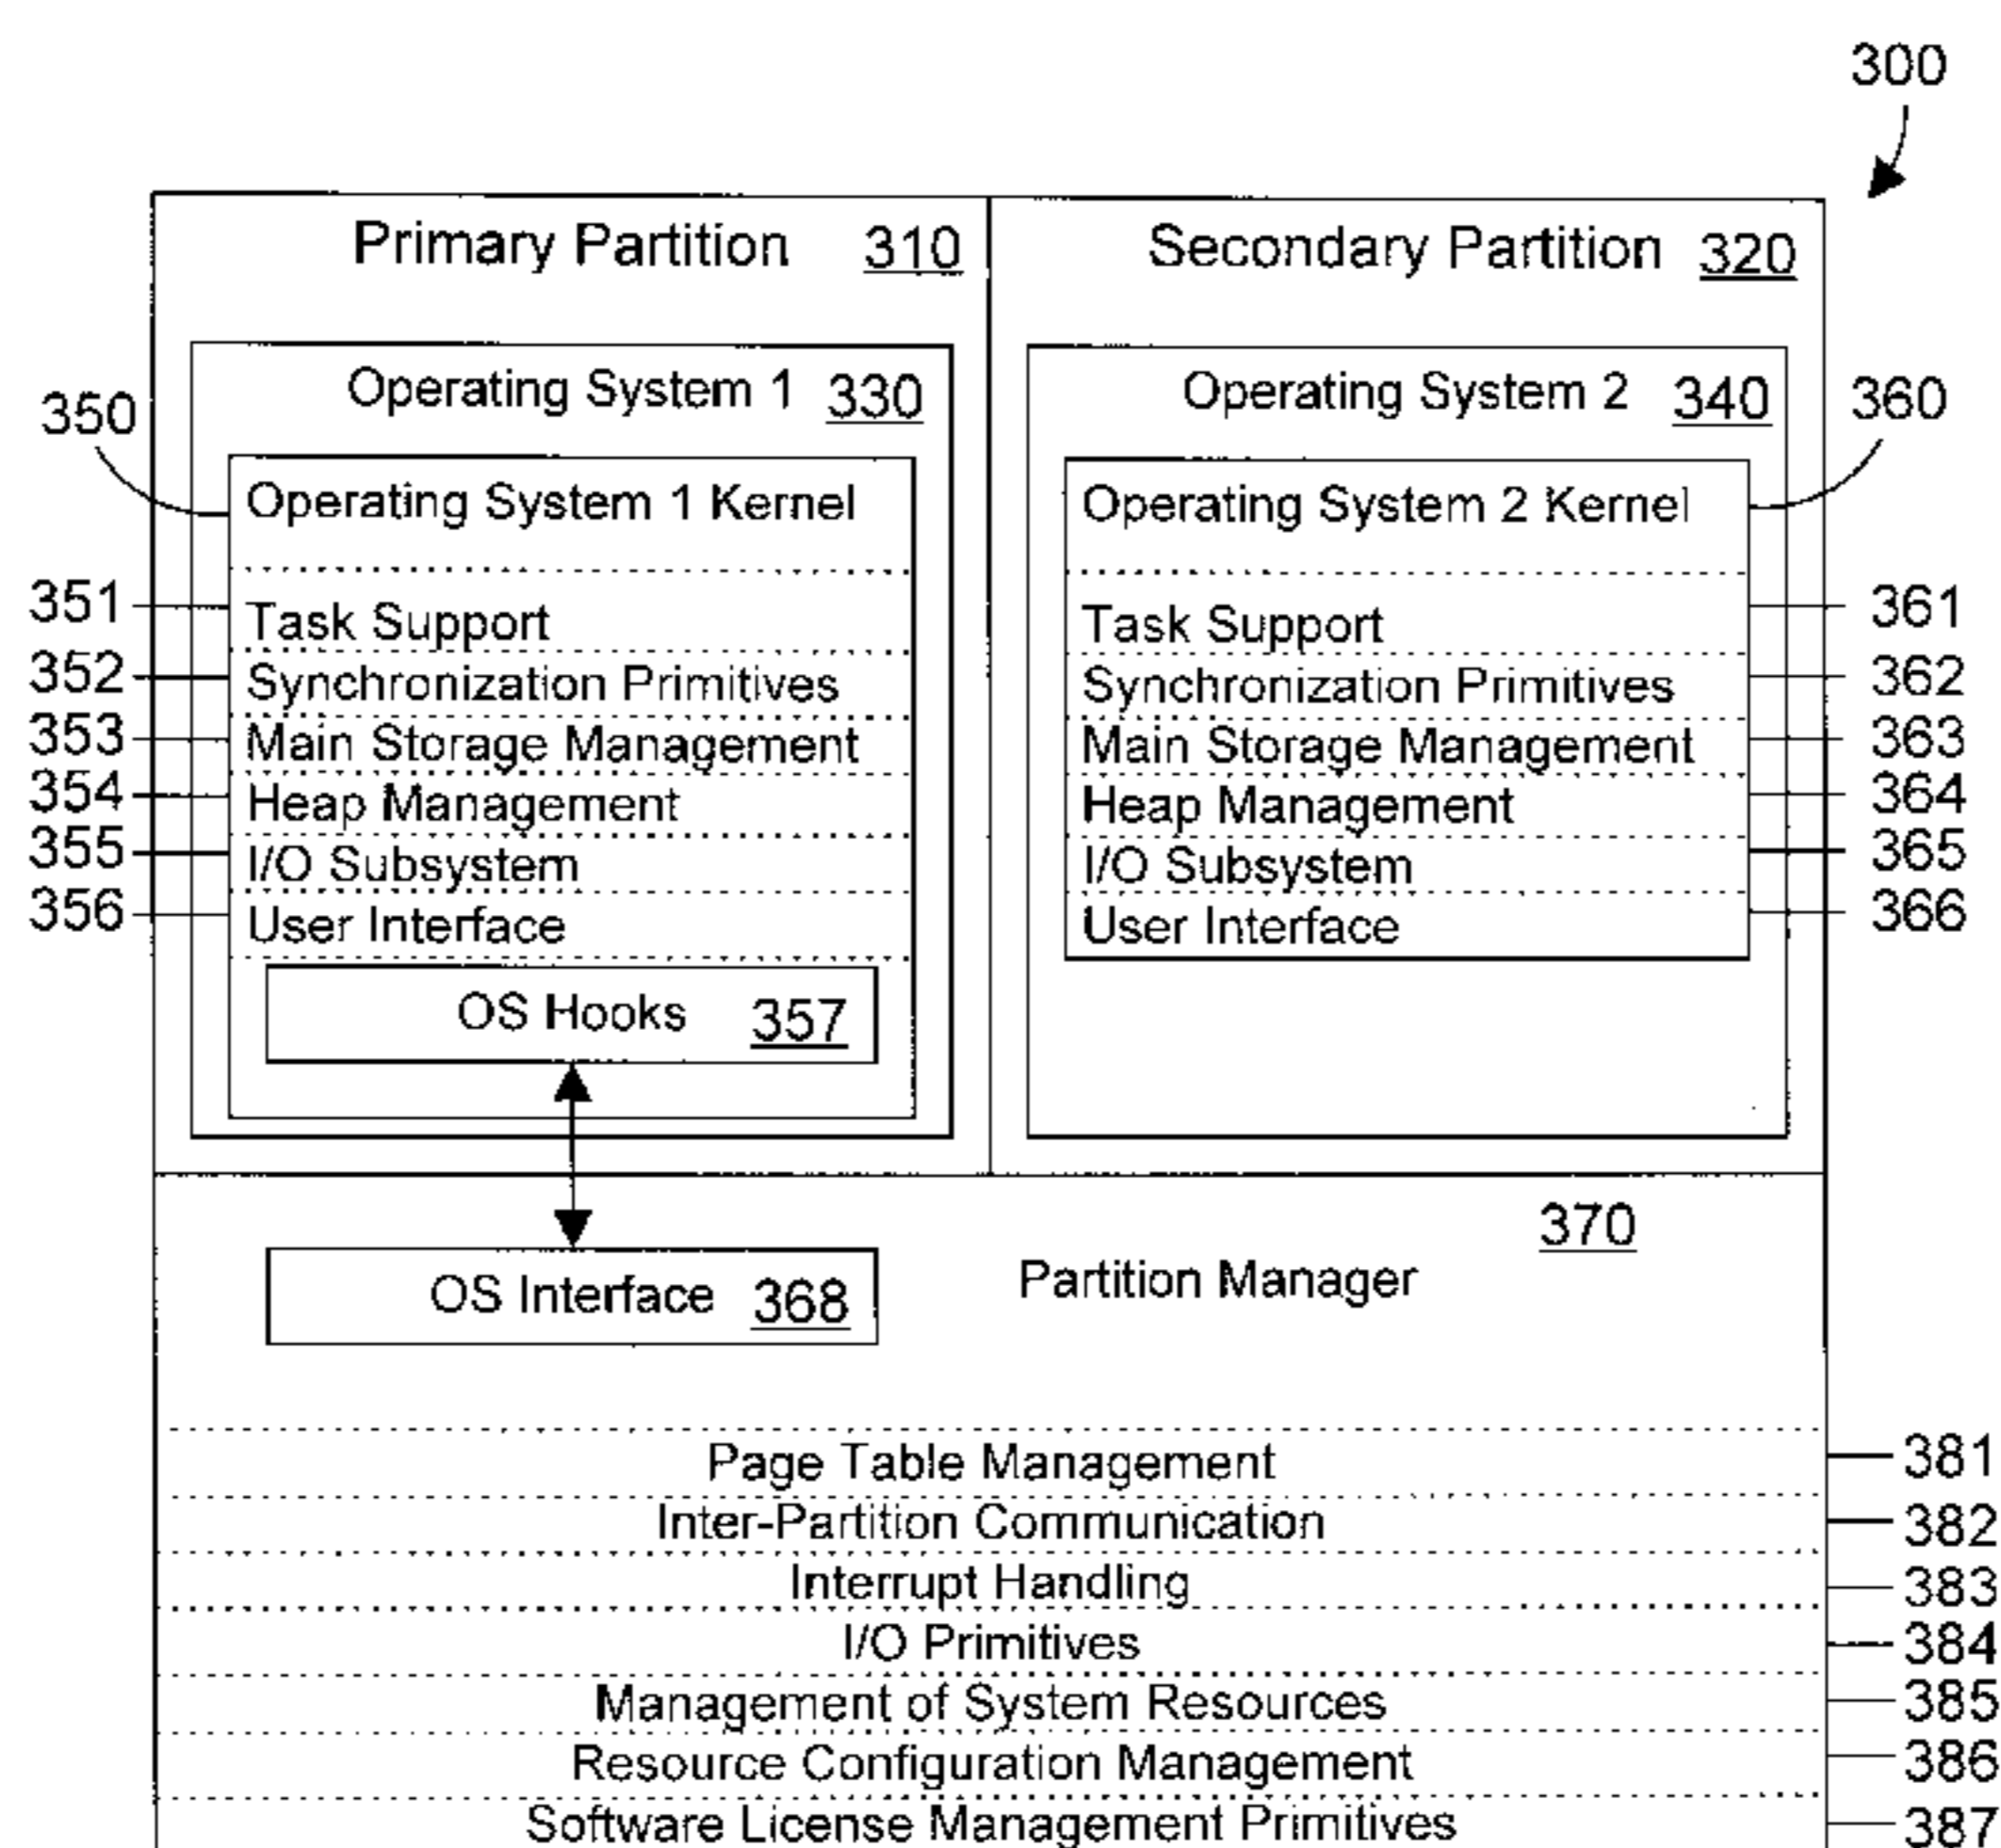 300
Primary Partition 310
Secondary Partition 320
Operating System 1 330
Operating System 2 340
350
360
Operating System 1 Kernel
Operating System 2 Kernel
351 Task Support
Task Support 361
352 Synchronization Primitives
Synchronization Primitives 362
353 Main Storage Management
Main Storage Management 363
354 Heap Management
Heap Management 364
355 I/O Subsystem
I/O Subsystem 365
356 User Interface
User Interface 366
OS Hooks 357
370
OS Interface 368
Partition Manager
Page Table Management 381
Inter-Partition Communication 382
Interrupt Handling 383
I/O Primitives 384
Management of System Resources 385
Resource Configuration Management 386
Software License Management Primitives 387